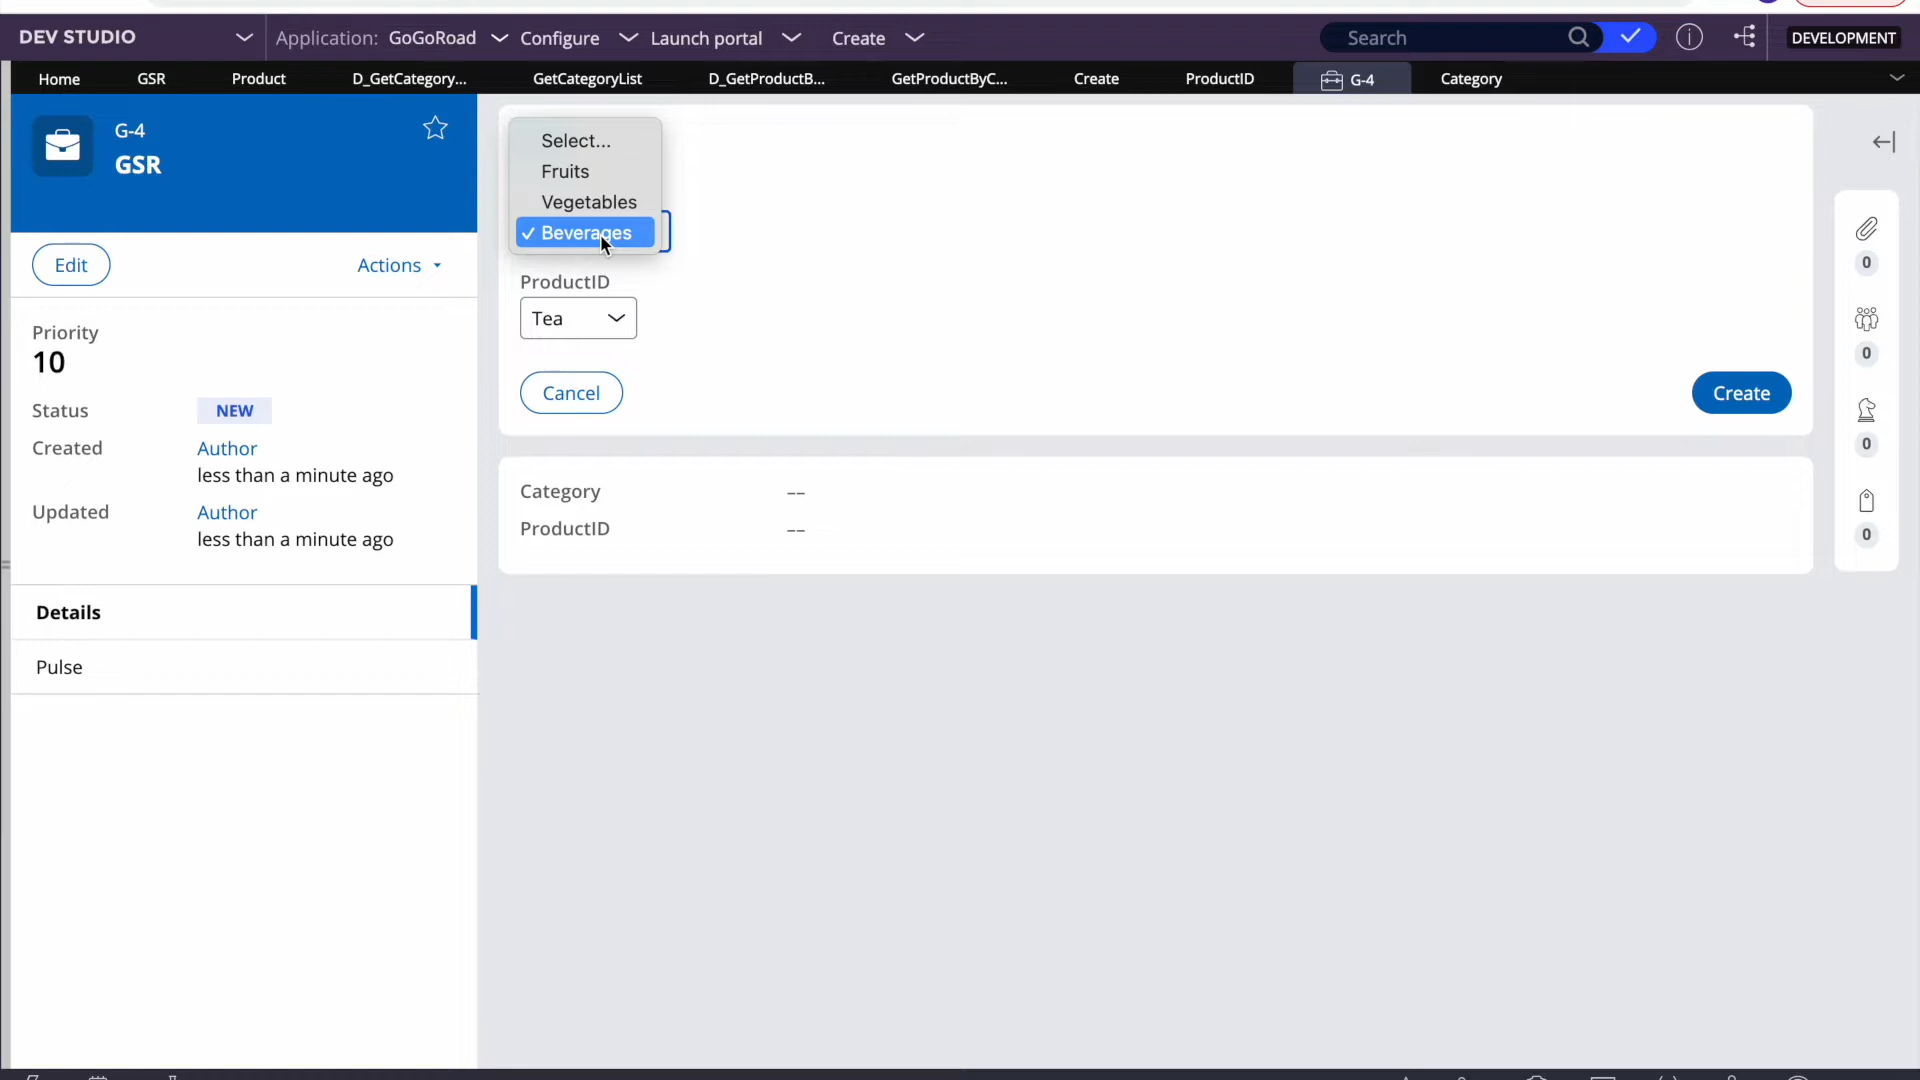 DEV STUDIO
Application: GoGoRoad
Configure
Launch portal
Create
Search
DEVELOPMENT
Home
GSR
Product
D_GetCategory...
GetCategoryList
D_GetProductB...
GetProductByC...
Create
ProductID
G-4
Category
G-4
GSR
Edit
Actions
Priority
10
Status
NEW
Created
Author
less than a minute ago
Updated
Author
less than a minute ago
Details
Pulse
Select...
Fruits
Vegetables
✓ Beverages
ProductID
Tea
Cancel
Create
Category
--
ProductID
--
0
0
0
0